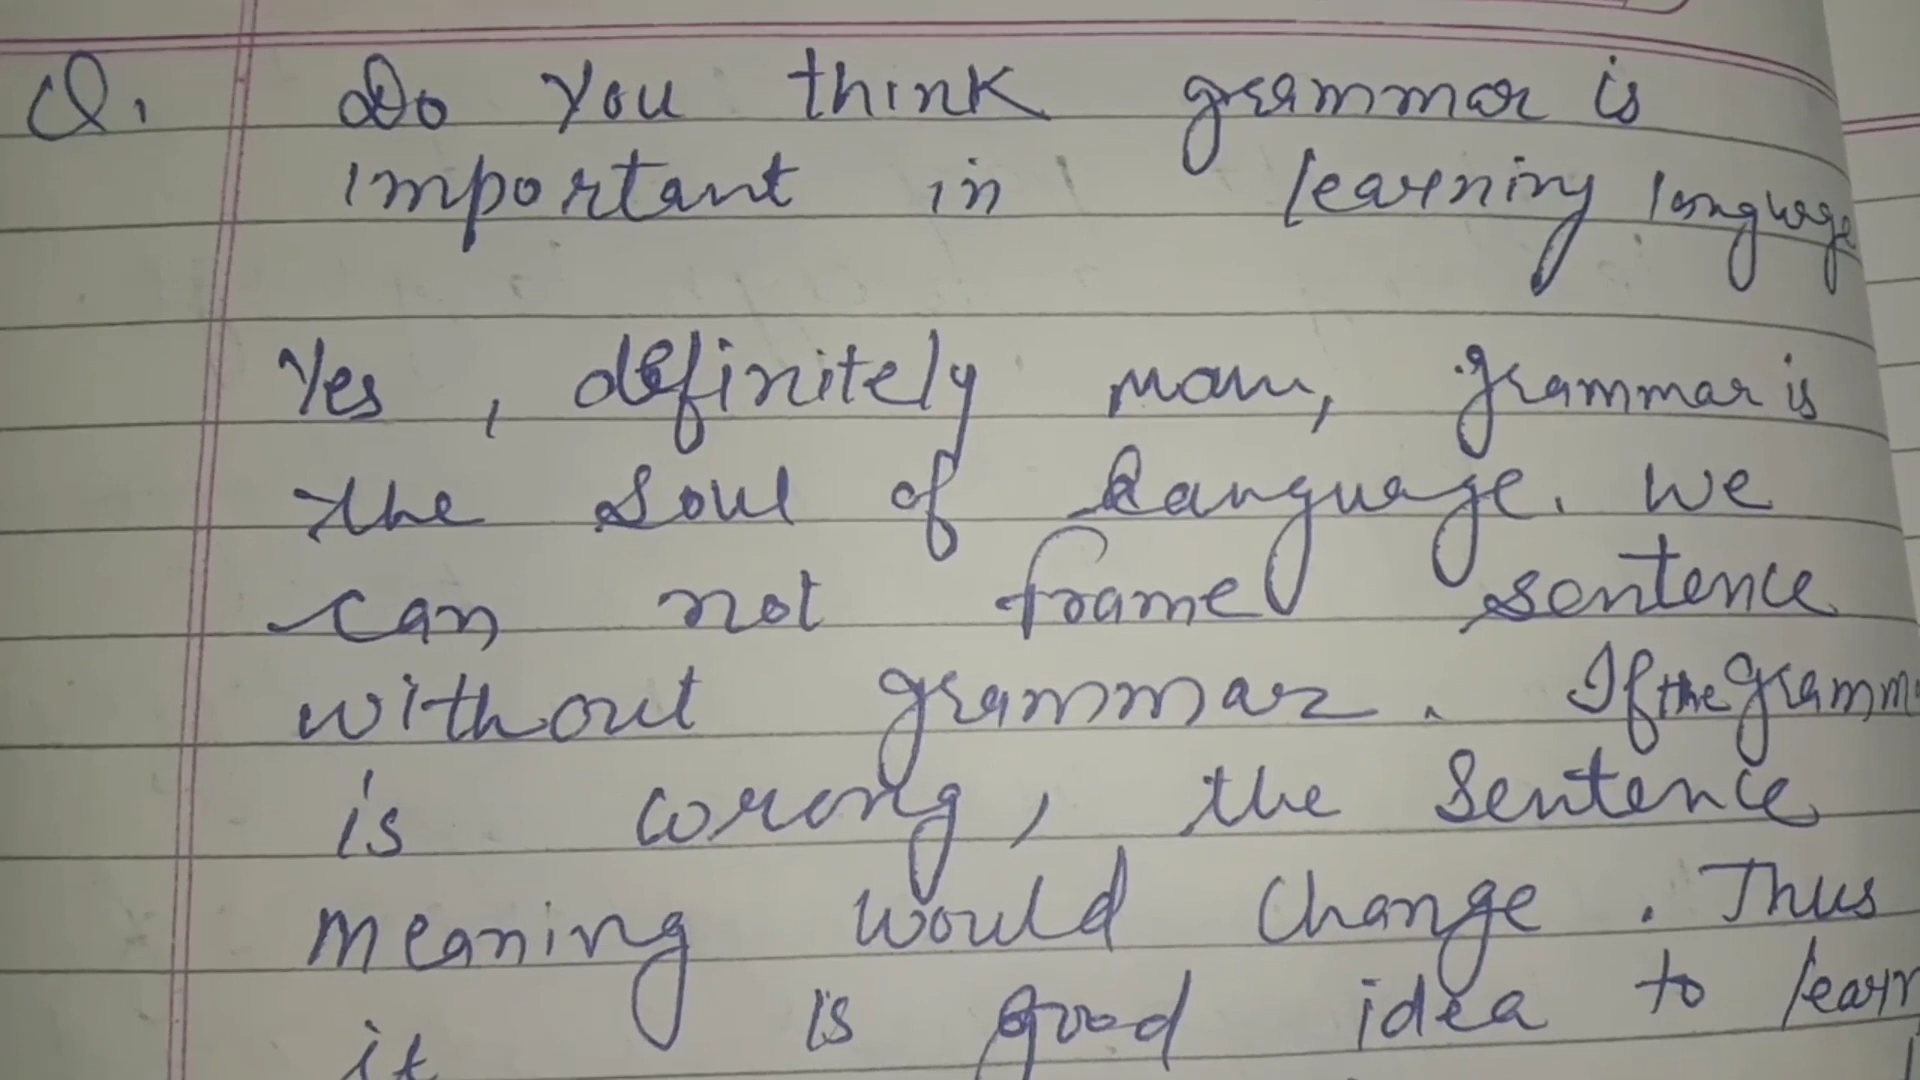 Q. Do you think grammar is
important in learning language
Yes, definitely mam, grammar is
the soul of language. We
can not frame sentence
without grammar. If the gramm
is wrong, the sentence
meaning would change. Thus
it is good idea to learn